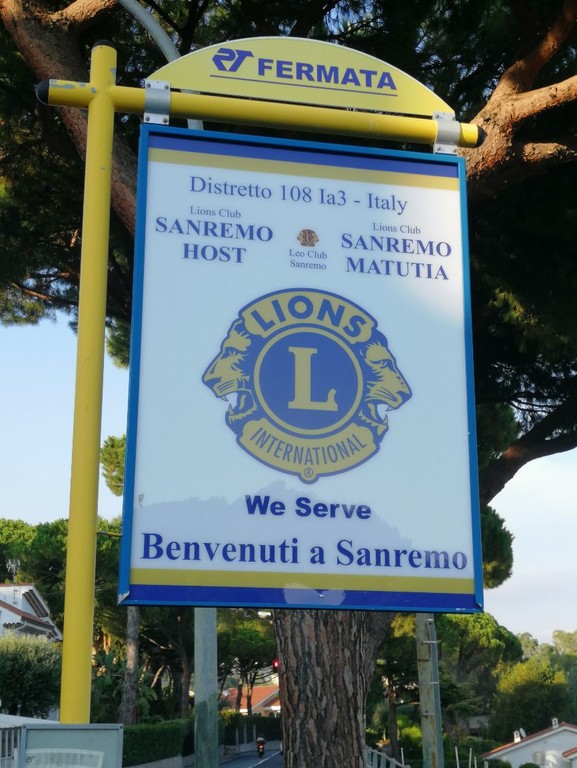 RT FERMATA
Distretto 108 Ia3 - Italy
Lions Club
SANREMO
HOST
Leo Club
Sanremo
Lions Club
SANREMO
MATUTIA
LIONS
L
INTERNATIONAL
®
We Serve
Benvenuti a Sanremo